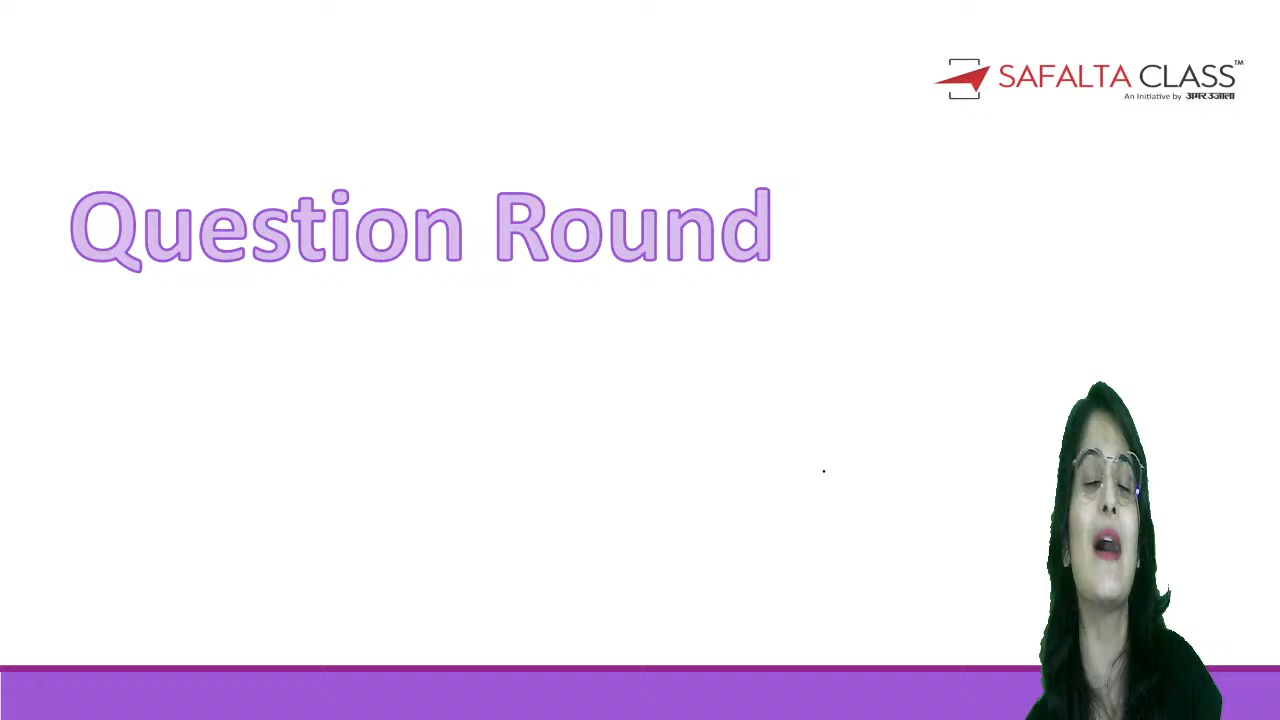 SAFALTA CLASS™
An Initiative by अमर उजाला
Question Round